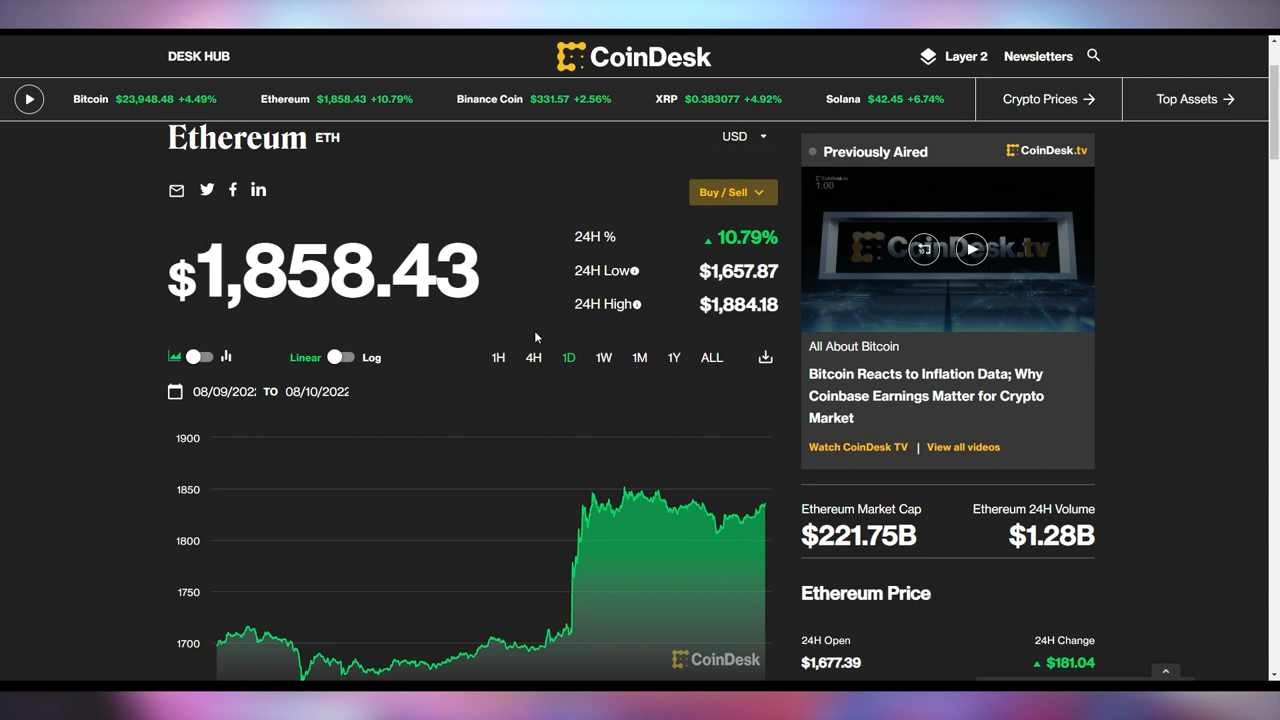 DESK HUB
CoinDesk
Layer 2
Newsletters
Bitcoin $23,948.48 +4.49%
Ethereum $1,858.43 +10.79%
Binance Coin $331.57 +2.56%
XRP $0.383077 +4.92%
Solana $42.45 +6.74%
Crypto Prices →
Top Assets →
Ethereum ETH
USD
Buy / Sell
$1,858.43
24H % 10.79%
24H Low $1,657.87
24H High $1,884.18
Linear Log
1H 4H 1D 1W 1M 1Y ALL
08/09/202 TO 08/10/202
1900
1850
1800
1750
1700
CoinDesk
Previously Aired
CoinDesk.tv
CoinDesk.tv
1.00
CoinDesk.tv
All About Bitcoin
Bitcoin Reacts to Inflation Data; Why
Coinbase Earnings Matter for Crypto
Market
Watch CoinDesk TV | View all videos
Ethereum Market Cap
$221.75B
Ethereum 24H Volume
$1.28B
Ethereum Price
24H Open
$1,677.39
24H Change
$181.04